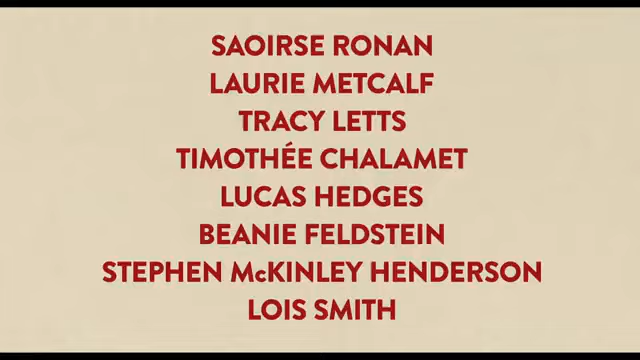 SAOIRSE RONAN
LAURIE METCALF
TRACY LETTS
TIMOTHÉE CHALAMET
LUCAS HEDGES
BEANIE FELDSTEIN
STEPHEN McKINLEY HENDERSON
LOIS SMITH